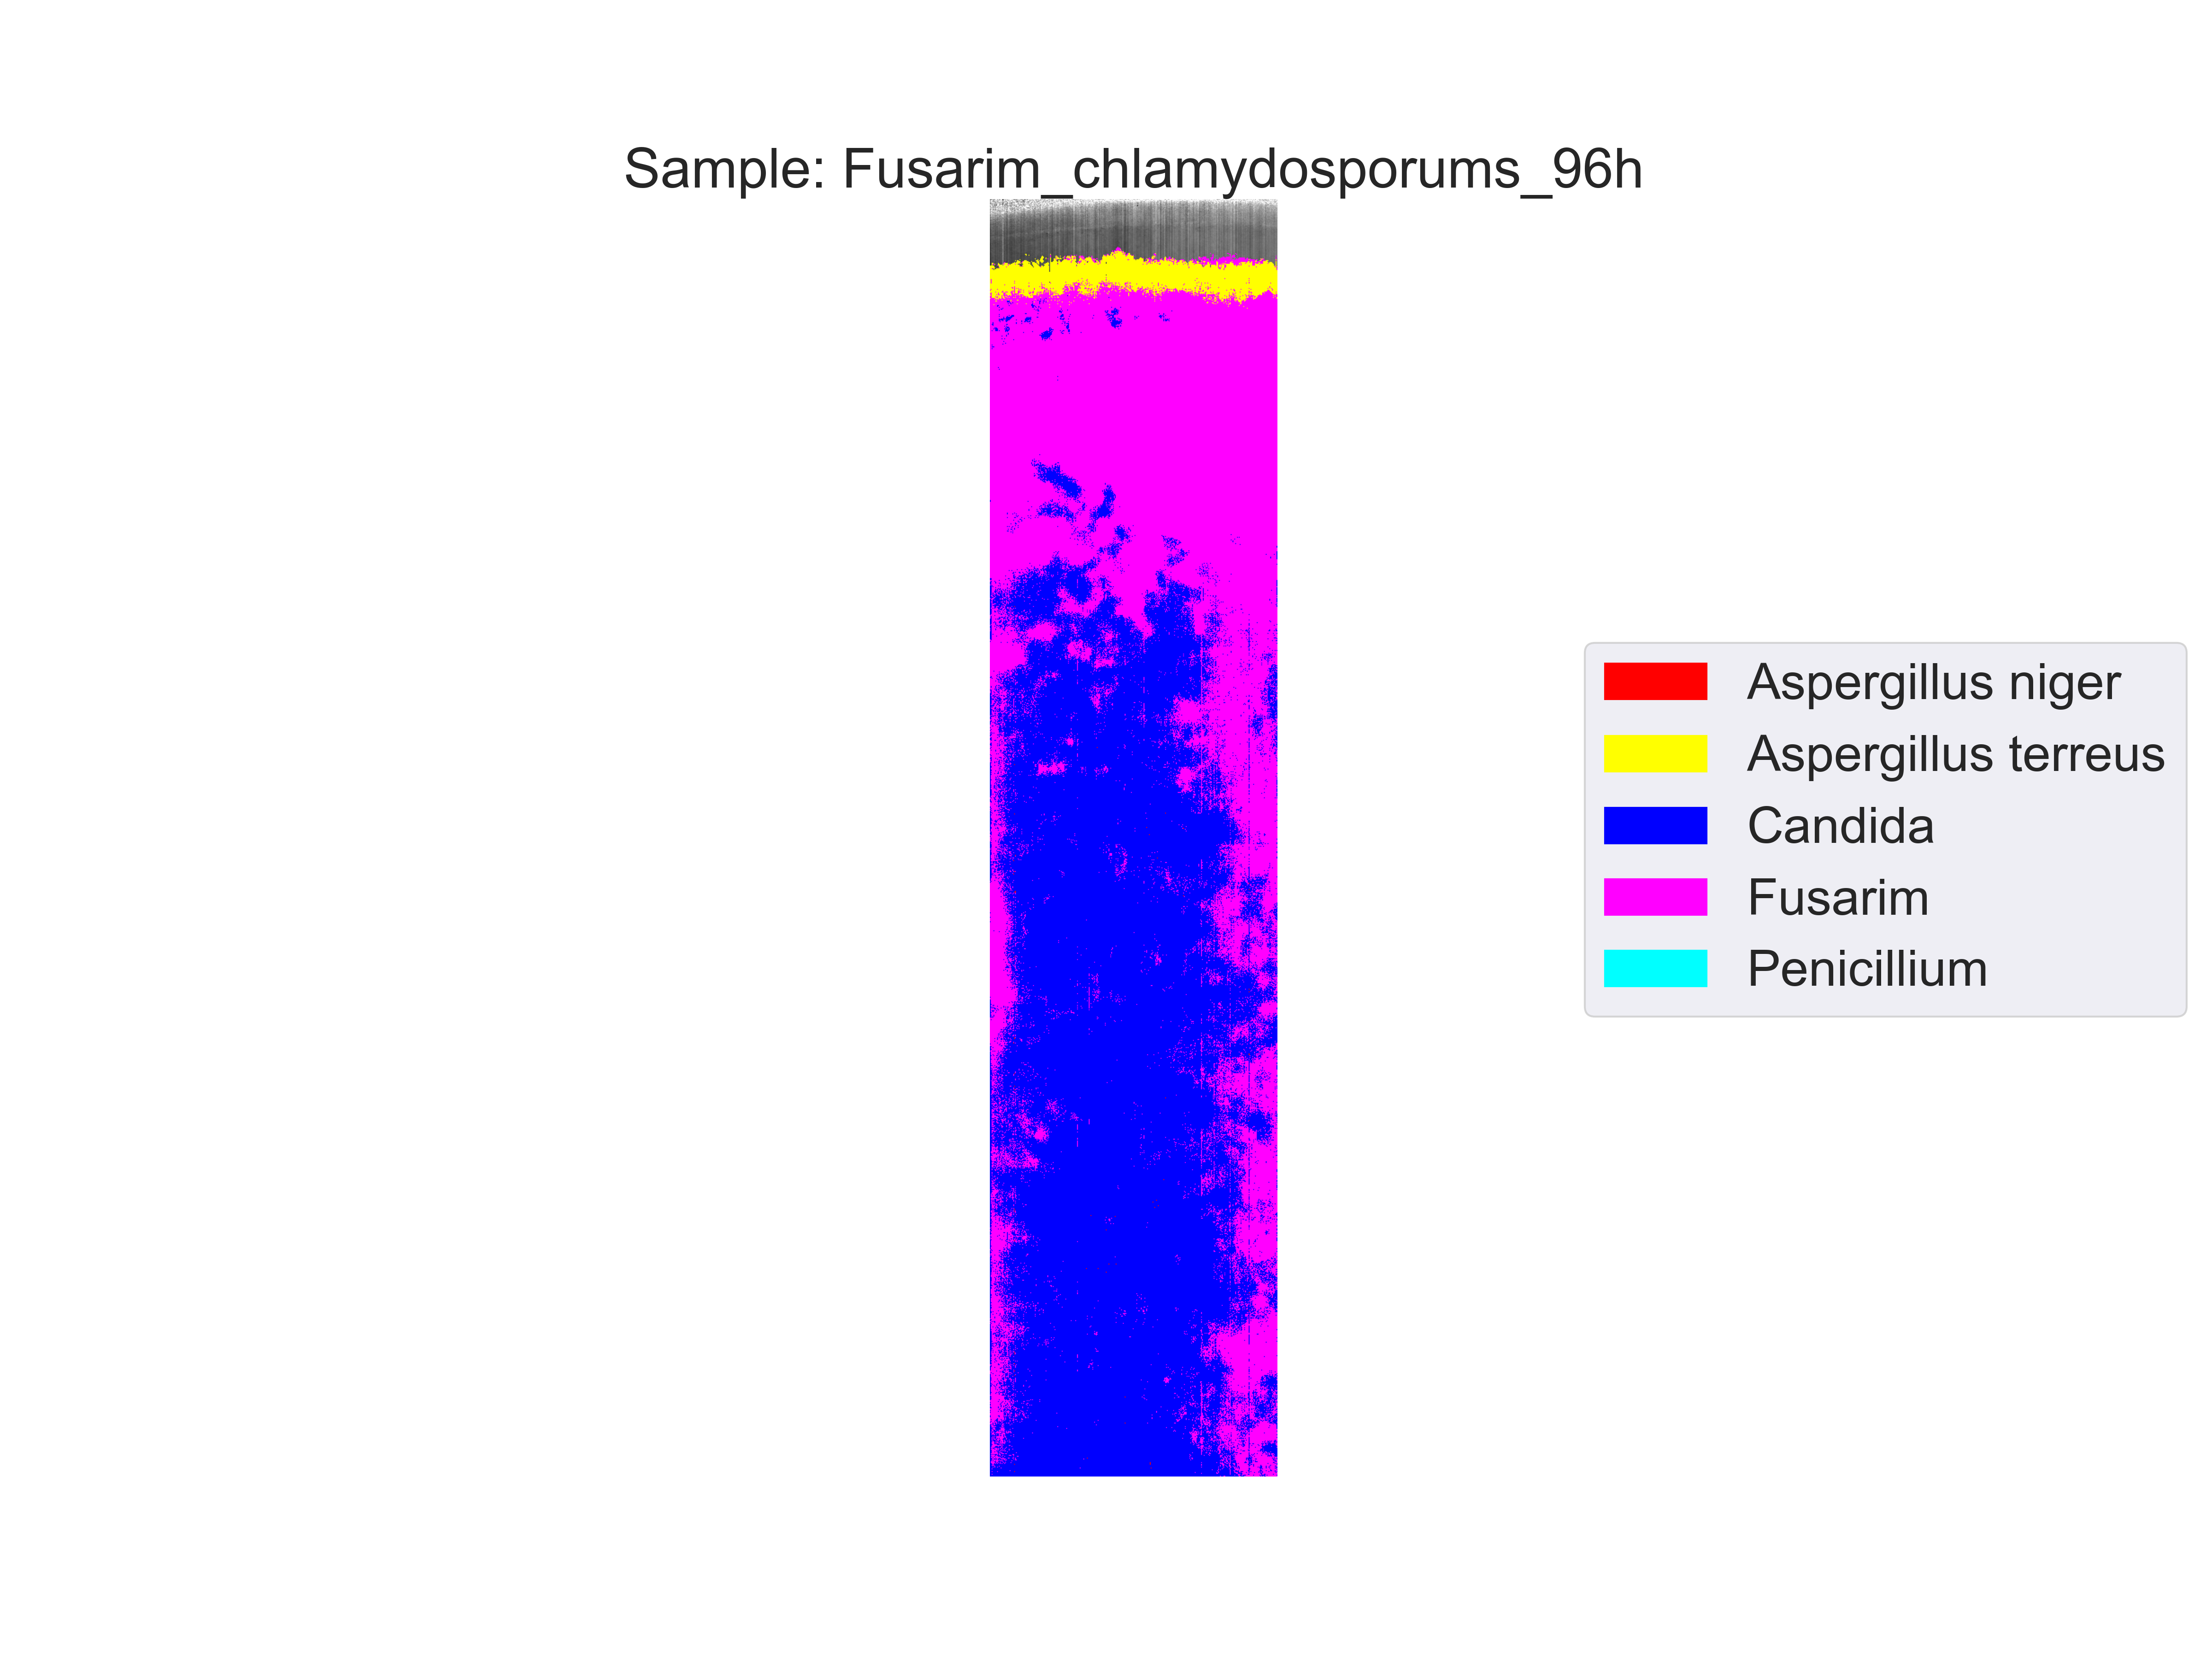 Sample: Fusarim_chlamydosporums_96h
Aspergillus niger
Aspergillus terreus
Candida
Fusarim
Penicillium